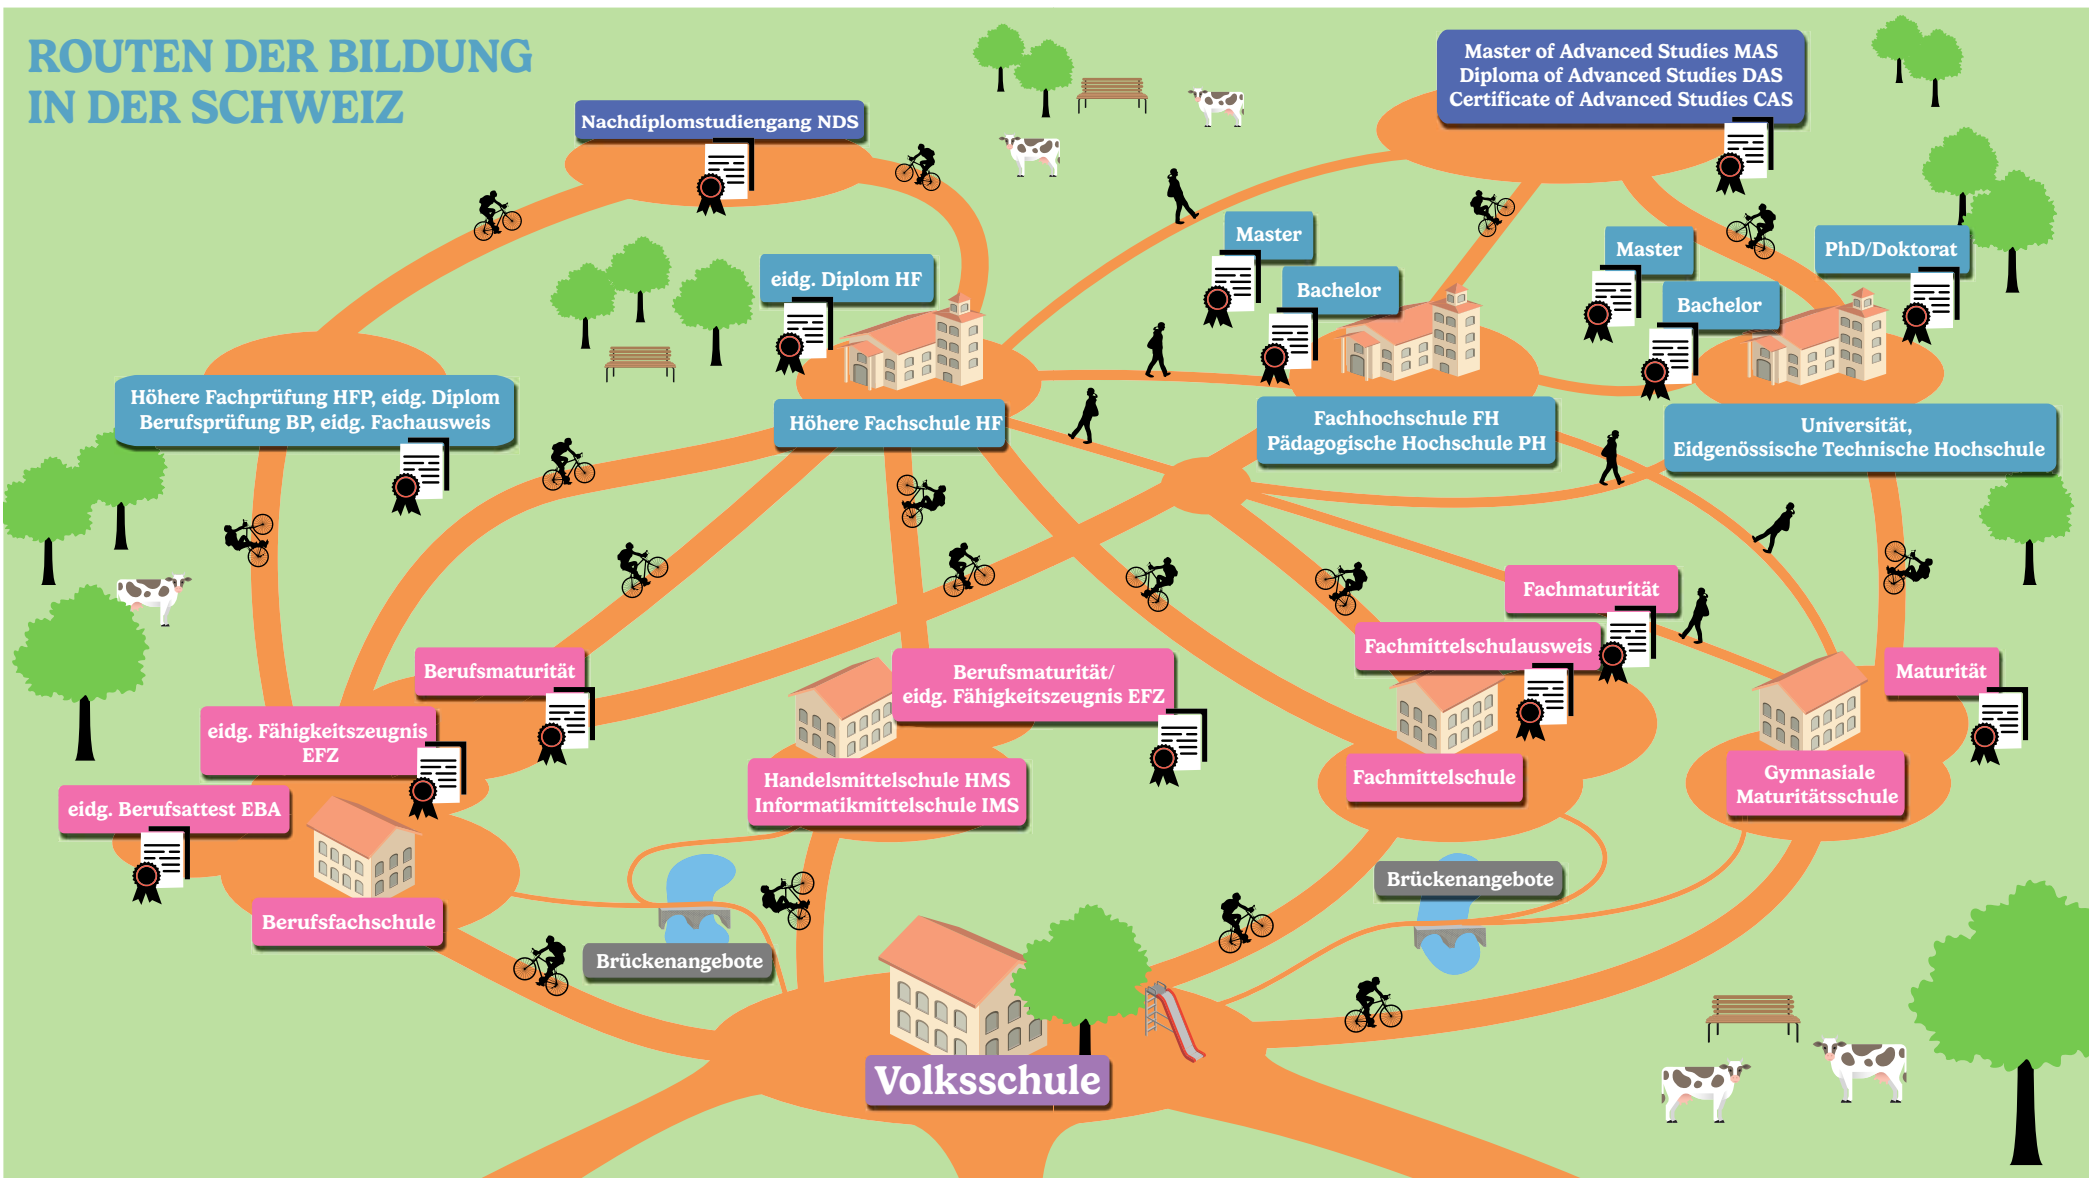 ROUTEN DER BILDUNG
IN DER SCHWEIZ
Nachdiplomstudiengang NDS
Master of Advanced Studies MAS
Diploma of Advanced Studies DAS
Certificate of Advanced Studies CAS
eidg. Diplom HF
Master
Bachelor
Master
Bachelor
PhD/Doktorat
Höhere Fachprüfung HFP, eidg. Diplom
Berufsprüfung BP, eidg. Fachausweis
Höhere Fachschule HF
Fachhochschule FH
Pädagogische Hochschule PH
Universität,
Eidgenössische Technische Hochschule
Berufsmaturität
eidg. Fähigkeitszeugnis
EFZ
eidg. Berufsattest EBA
Berufsfachschule
Berufsmaturität/
eidg. Fähigkeitszeugnis EFZ
Handelsmittelschule HMS
Informatikmittelschule IMS
Fachmaturität
Fachmittelschulausweis
Fachmittelschule
Maturität
Gymnasiale
Maturitätsschule
Brückenangebote
Brückenangebote
Volksschule